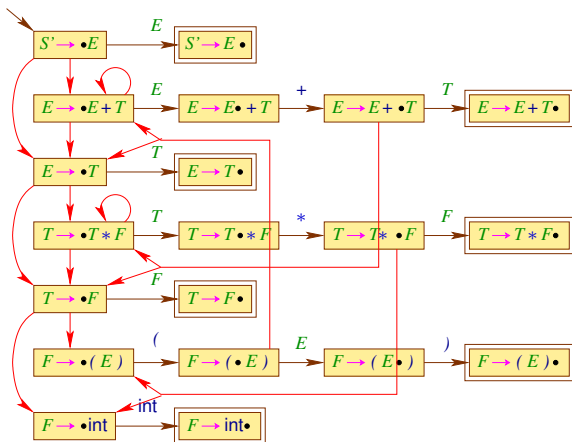 E
S’→ •E S’→ E•
E + T
E→ •E+T E→ E•+T E→ E+ •T E→ E+T•
T
E→ •T E→ T•
T * F
T→ •T*F T→ T•*F T→ T* •F T→ T*F•
F
T→ •F T→ F•
( E )
F→ •(E) F→ (•E) F→ (E•) F→ (E)•
int
F→ •int F→ int•